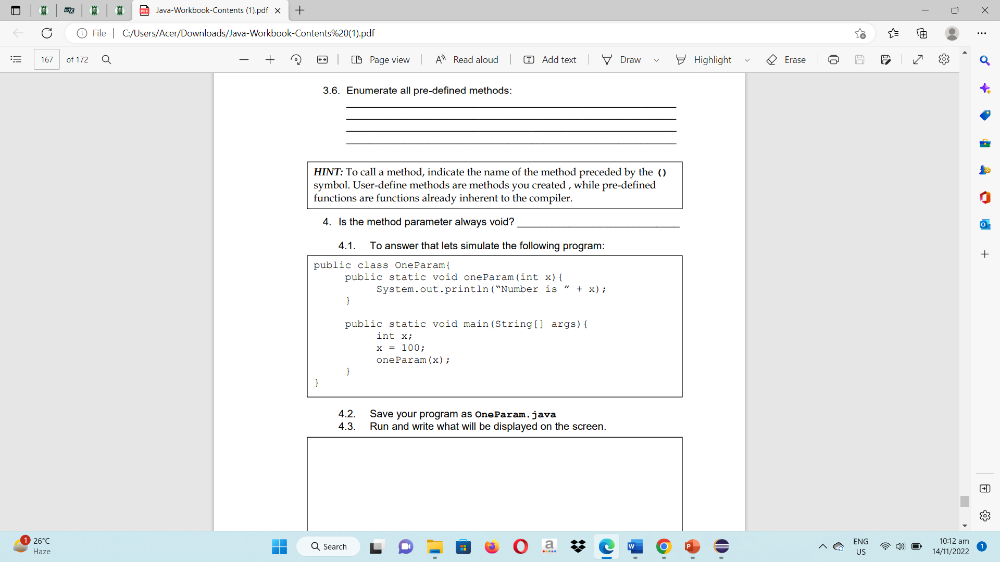 Java-Workbook-Contents (1).pdf
File
C:/Users/Acer/Downloads/Java-Workbook-Contents%20(1).pdf
167 of 172
Page view
Read aloud
Add text
Draw
Highlight
Erase
3.6. Enumerate all pre-defined methods:
HINT: To call a method, indicate the name of the method preceded by the ()
symbol. User-define methods are methods you created , while pre-defined
functions are functions already inherent to the compiler.
4. Is the method parameter always void?
4.1. To answer that lets simulate the following program:
public class OneParam{
public static void oneParam(int x){
System.out.println(“Number is ” + x);
}
public static void main(String[] args){
int x;
x = 100;
oneParam(x);
}
}
4.2. Save your program as OneParam.java
4.3. Run and write what will be displayed on the screen.
1
26°C
Haze
Search
ENG
US
10:12 am
14/11/2022
1